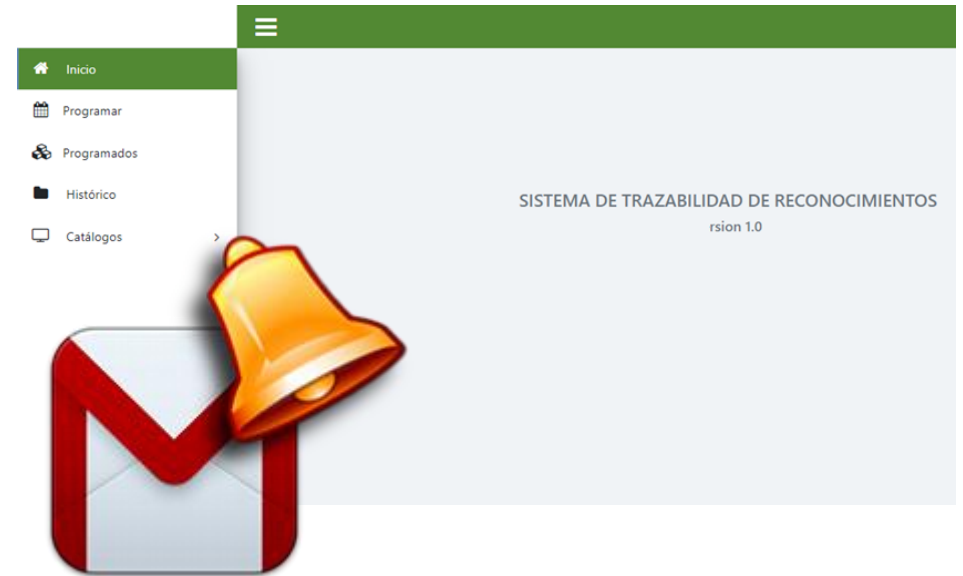 Inicio
Programar
Programados
Histórico
Catálogos
SISTEMA DE TRAZABILIDAD DE RECONOCIMIENTOS
rsion 1.0